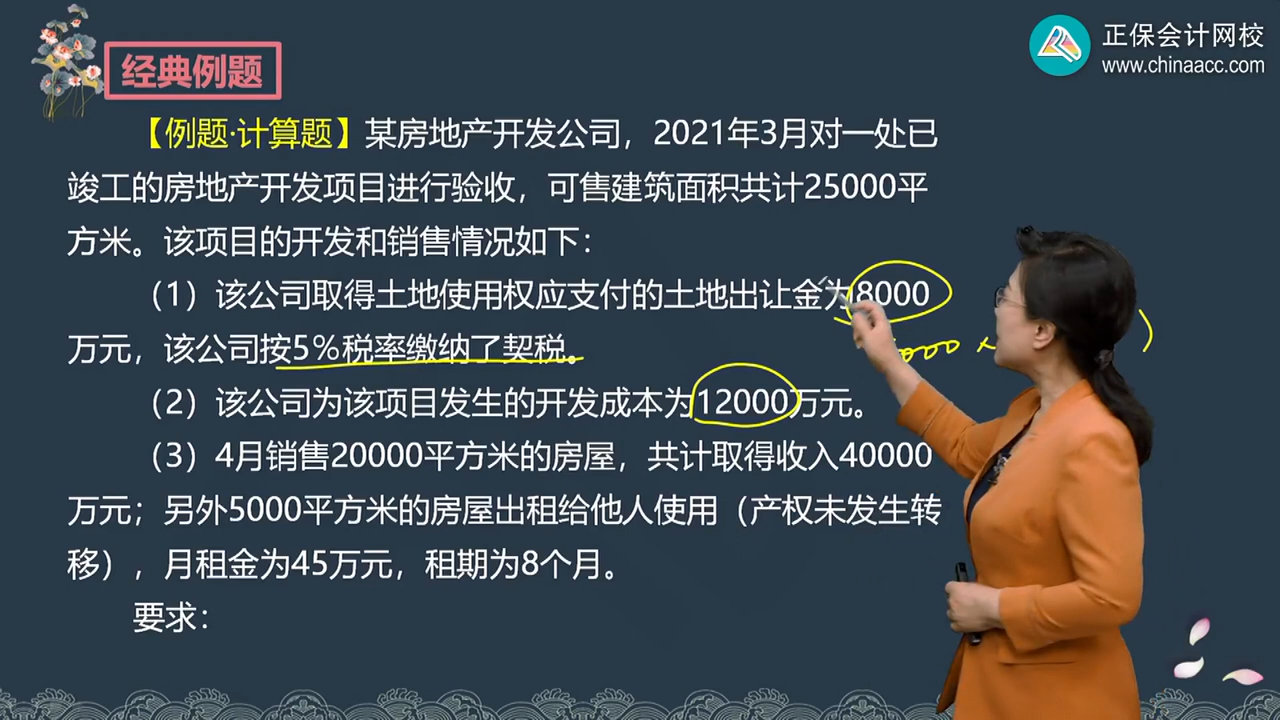 正保会计网校
www.chinaacc.com
经典例题
【例题·计算题】某房地产开发公司，2021年3月对一处已
竣工的房地产开发项目进行验收，可售建筑面积共计25000平
方米。该项目的开发和销售情况如下：
（1）该公司取得土地使用权应支付的土地出让金为8000
万元，该公司按5%税率缴纳了契税。
（2）该公司为该项目发生的开发成本为12000万元。
（3）4月销售20000平方米的房屋，共计取得收入40000
万元；另外5000平方米的房屋出租给他人使用（产权未发生转
移），月租金为45万元，租期为8个月。
要求：